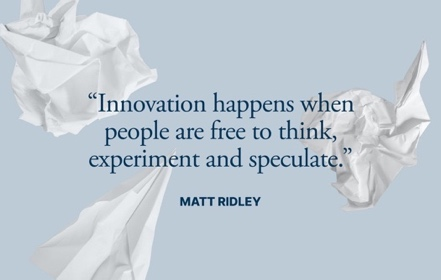 “Innovation happens when
people are free to think,
experiment and speculate.”
MATT RIDLEY